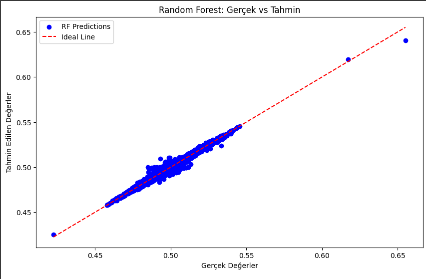 Random Forest: Gerçek vs Tahmin
RF Predictions
Ideal Line
Tahmin Edilen Değerler
0.65
0.60
0.55
0.50
0.45
0.45
0.50
0.55
0.60
0.65
Gerçek Değerler